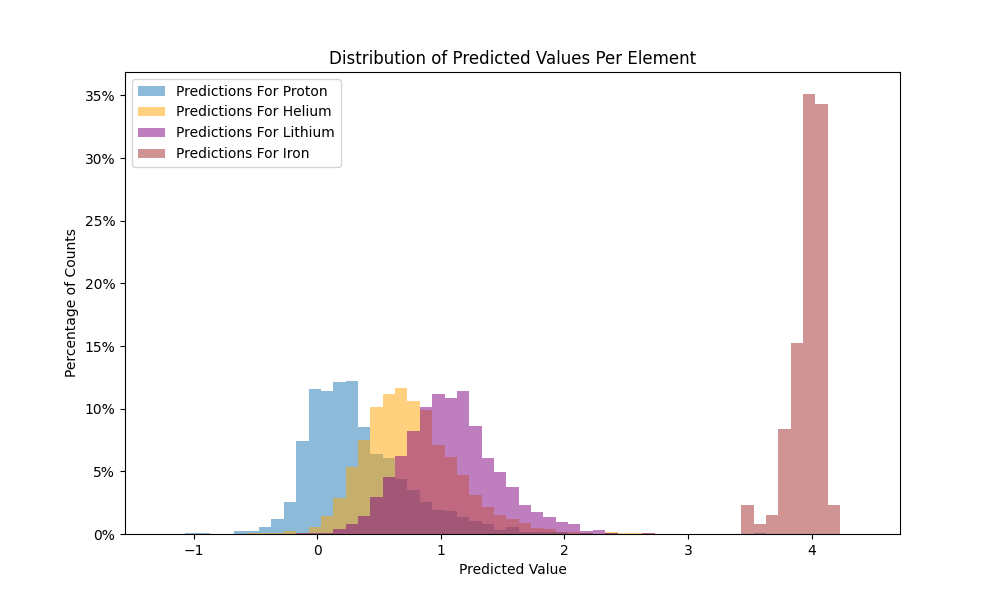 Distribution of Predicted Values Per Element
Predictions For Proton
Predictions For Helium
Predictions For Lithium
Predictions For Iron
Percentage of Counts
35%
30%
25%
20%
15%
10%
5%
0%
−1
0
1
2
3
4
Predicted Value